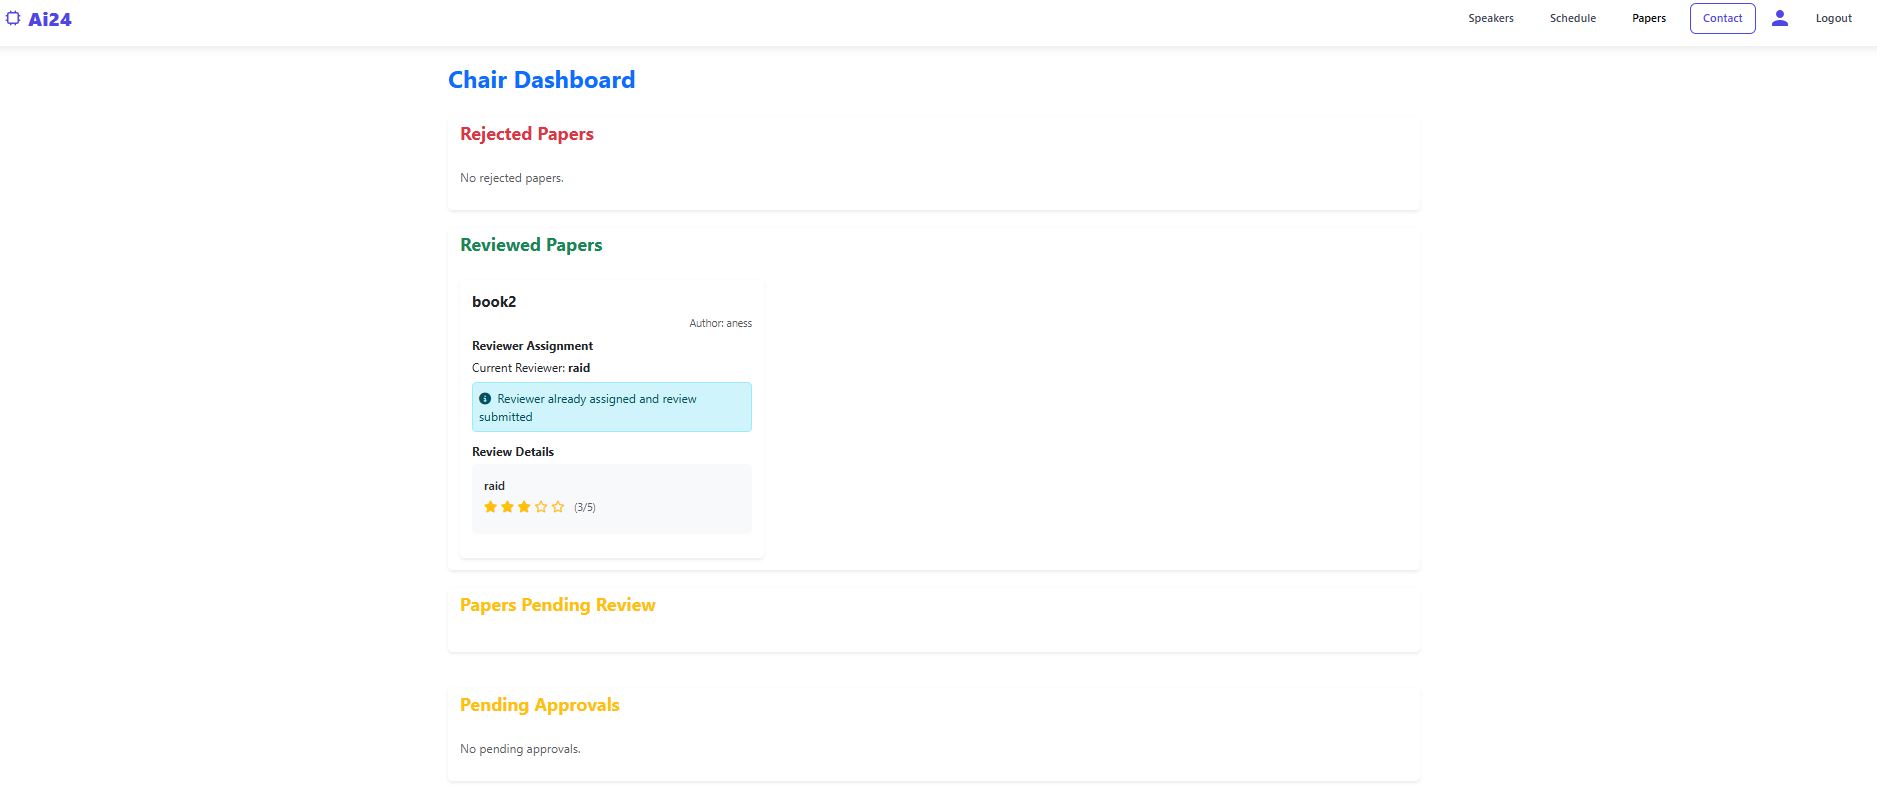 Ai24
Speakers
Schedule
Papers
Contact
Logout
Chair Dashboard
Rejected Papers
No rejected papers.
Reviewed Papers
book2
Author: aness
Reviewer Assignment
Current Reviewer: raid
Reviewer already assigned and review
submitted
Review Details
raid
(3/5)
Papers Pending Review
Pending Approvals
No pending approvals.